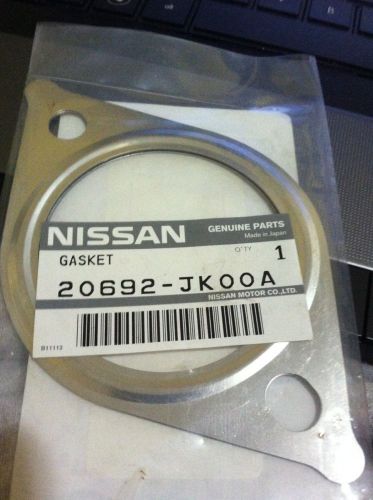 NISSAN
GENUINE PARTS
Made in Japan
GASKET
Q'TY
1
20692-JK00A
NISSAN MOTOR CO.,LTD.
B11112